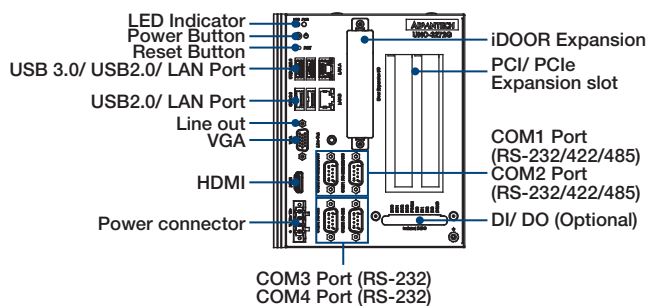 LED Indicator
Power Button
Reset Button
USB 3.0/ USB2.0/ LAN Port
USB2.0/ LAN Port
Line out
VGA
HDMI
Power connector
ADVANTECH
UNO-3272G
iDOOR Expansion
PCI/ PCIe
Expansion slot
COM1 Port
(RS-232/422/485)
COM2 Port
(RS-232/422/485)
DI/ DO (Optional)
COM3 Port (RS-232)
COM4 Port (RS-232)